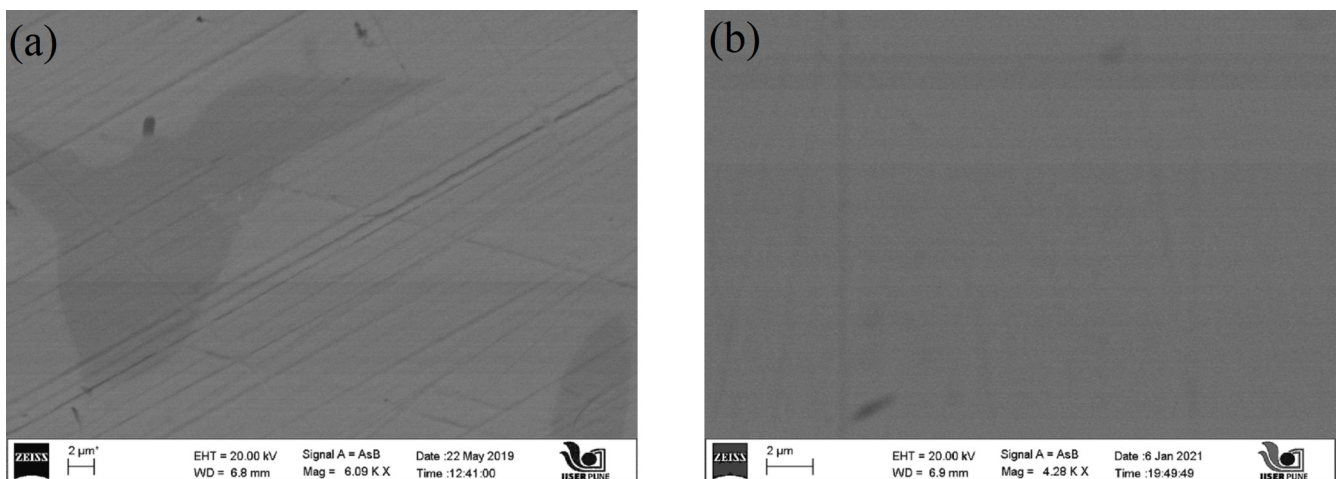 (a)
ZEISS
2 µm*
EHT = 20.00 kV
WD = 6.8 mm
Signal A = AsB
Mag = 6.09 K X
Date :22 May 2019
Time :12:41:00
IISER PUNE
(b)
ZEISS
2 µm
EHT = 20.00 kV
WD = 6.9 mm
Signal A = AsB
Mag = 4.28 K X
Date :6 Jan 2021
Time :19:49:49
IISER PUNE